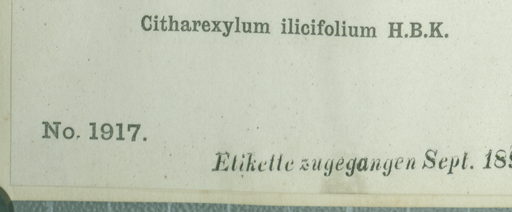 Citharexylum ilicifolium H.B.K.
No. 1917.
Etikette zugegangen Sept.